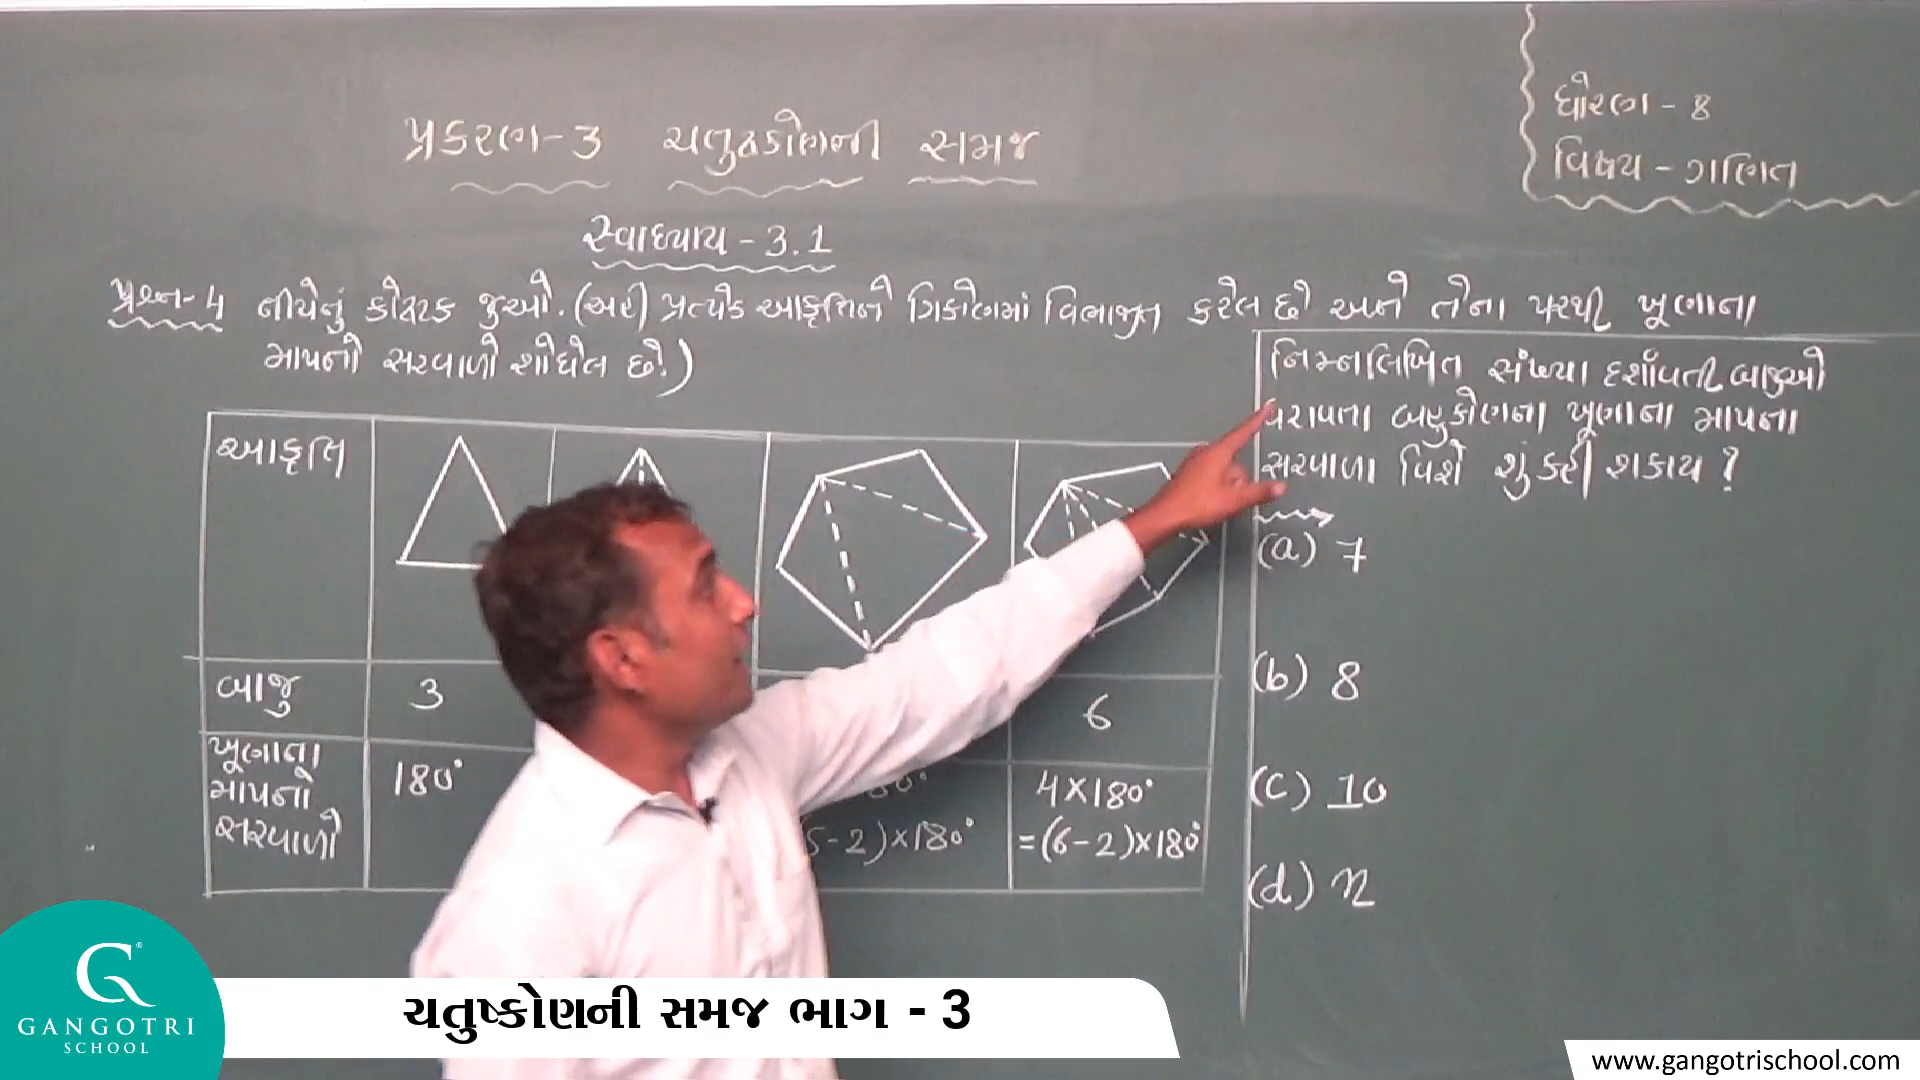 ધોરણ - 8
વિષય - ગણિત
પ્રકરણ-3 ચતુષ્કોણની સમજ
સ્વાધ્યાય - 3.1
પ્રશ્ન-4 નીચેનું કોષ્ટક જુઓ. (અહીં પ્રત્યેક આકૃતિને ત્રિકોણમાં વિભાજીત કરેલ છે અને તેના પરથી ખૂણાના
માપનો સરવાળો શોધેલ છે.)
આકૃતિ
બાજુ 3 6
ખૂણાના
માપનો
સરવાળો
180°
-2)×180°
4×180°
=(6-2)×180°
નિમ્નલિખિત સંખ્યા દર્શાવતી બાજુઓ
ધરાવતા બહુકોણના ખૂણાના માપના
સરવાળા વિશે શું કહી શકાય ?
(a) 7
(b) 8
(c) 10
(d) n
G
GANGOTRI
SCHOOL
ચતુષ્કોણની સમજ ભાગ - 3
www.gangotrischool.com